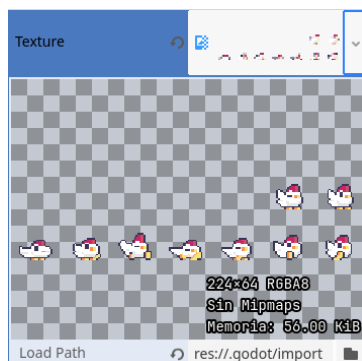 Texture
224×64 RGBA8
Sin Mipmaps
Memoria: 56.00 KiB
Load Path res://.godot/import